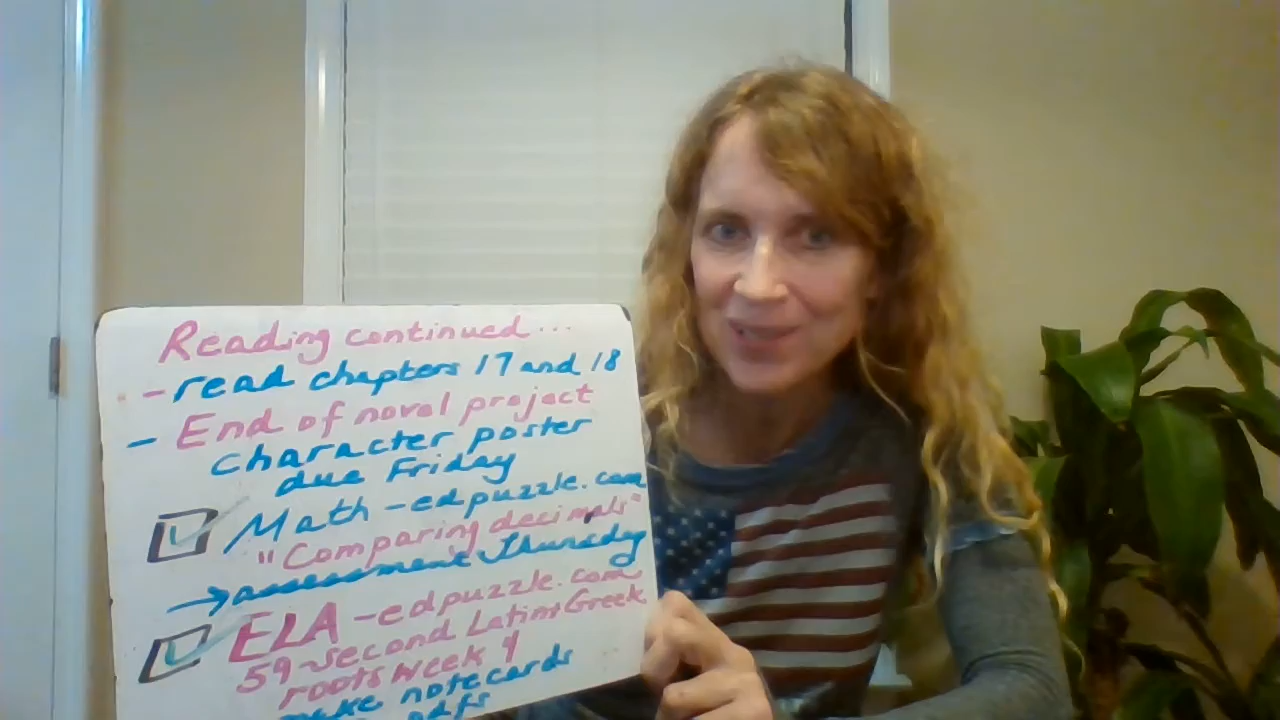 Reading continued...
- read chapters 17 and 18
- End of novel project
character poster
due Friday
Math - edpuzzle.com
"Comparing decimals"
→ assessment Thursday
ELA - edpuzzle.com
59-second Latin+Greek
roots Week 4
make notecards
pdfs